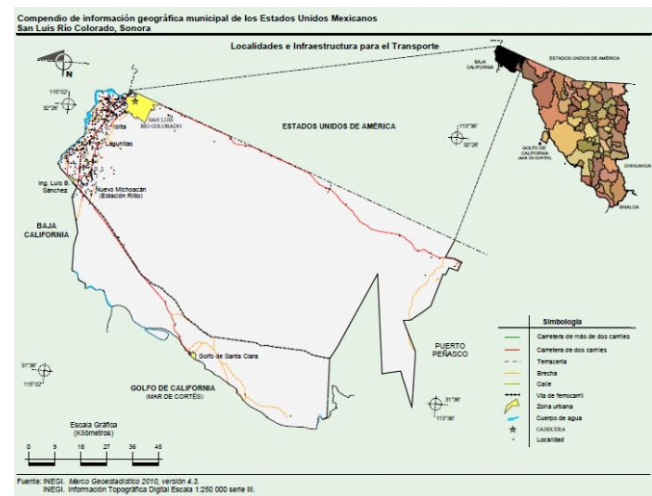 Compendio de información geográfica municipal de los Estados Unidos Mexicanos
San Luis Río Colorado, Sonora
Localidades e Infraestructura para el Transporte
N
115°02'
32°26'
BAJA
CALIFORNIA
ESTADOS UNIDOS DE AMÉRICA
GOLFO DE
CALIFORNIA
(MAR DE CORTÉS)
CHIHUAHUA
SINALOA
SAN LUIS
RÍO COLORADO
Islita
Lagunitas
ESTADOS UNIDOS DE AMÉRICA
113°36'
32°26'
Ing. Luis B.
Sánchez
Nuevo Michoacán
(Estación Riito)
BAJA
CALIFORNIA
PUERTO
PEÑASCO
Golfo de Santa Clara
31°36'
115°02'
GOLFO DE CALIFORNIA
(MAR DE CORTÉS)
31°36'
113°36'
Simbología
Carretera de más de dos carriles
Carretera de dos carriles
Terracería
Brecha
Calle
Vía de ferrocarril
Zona urbana
Cuerpo de agua
CABECERA
Localidad
Escala Gráfica
(Kilómetros)
0 9 18 27 36 45
Fuente: INEGI. Marco Geoestadístico 2010, versión 4.3.
INEGI. Información Topográfica Digital Escala 1:250 000 serie III.